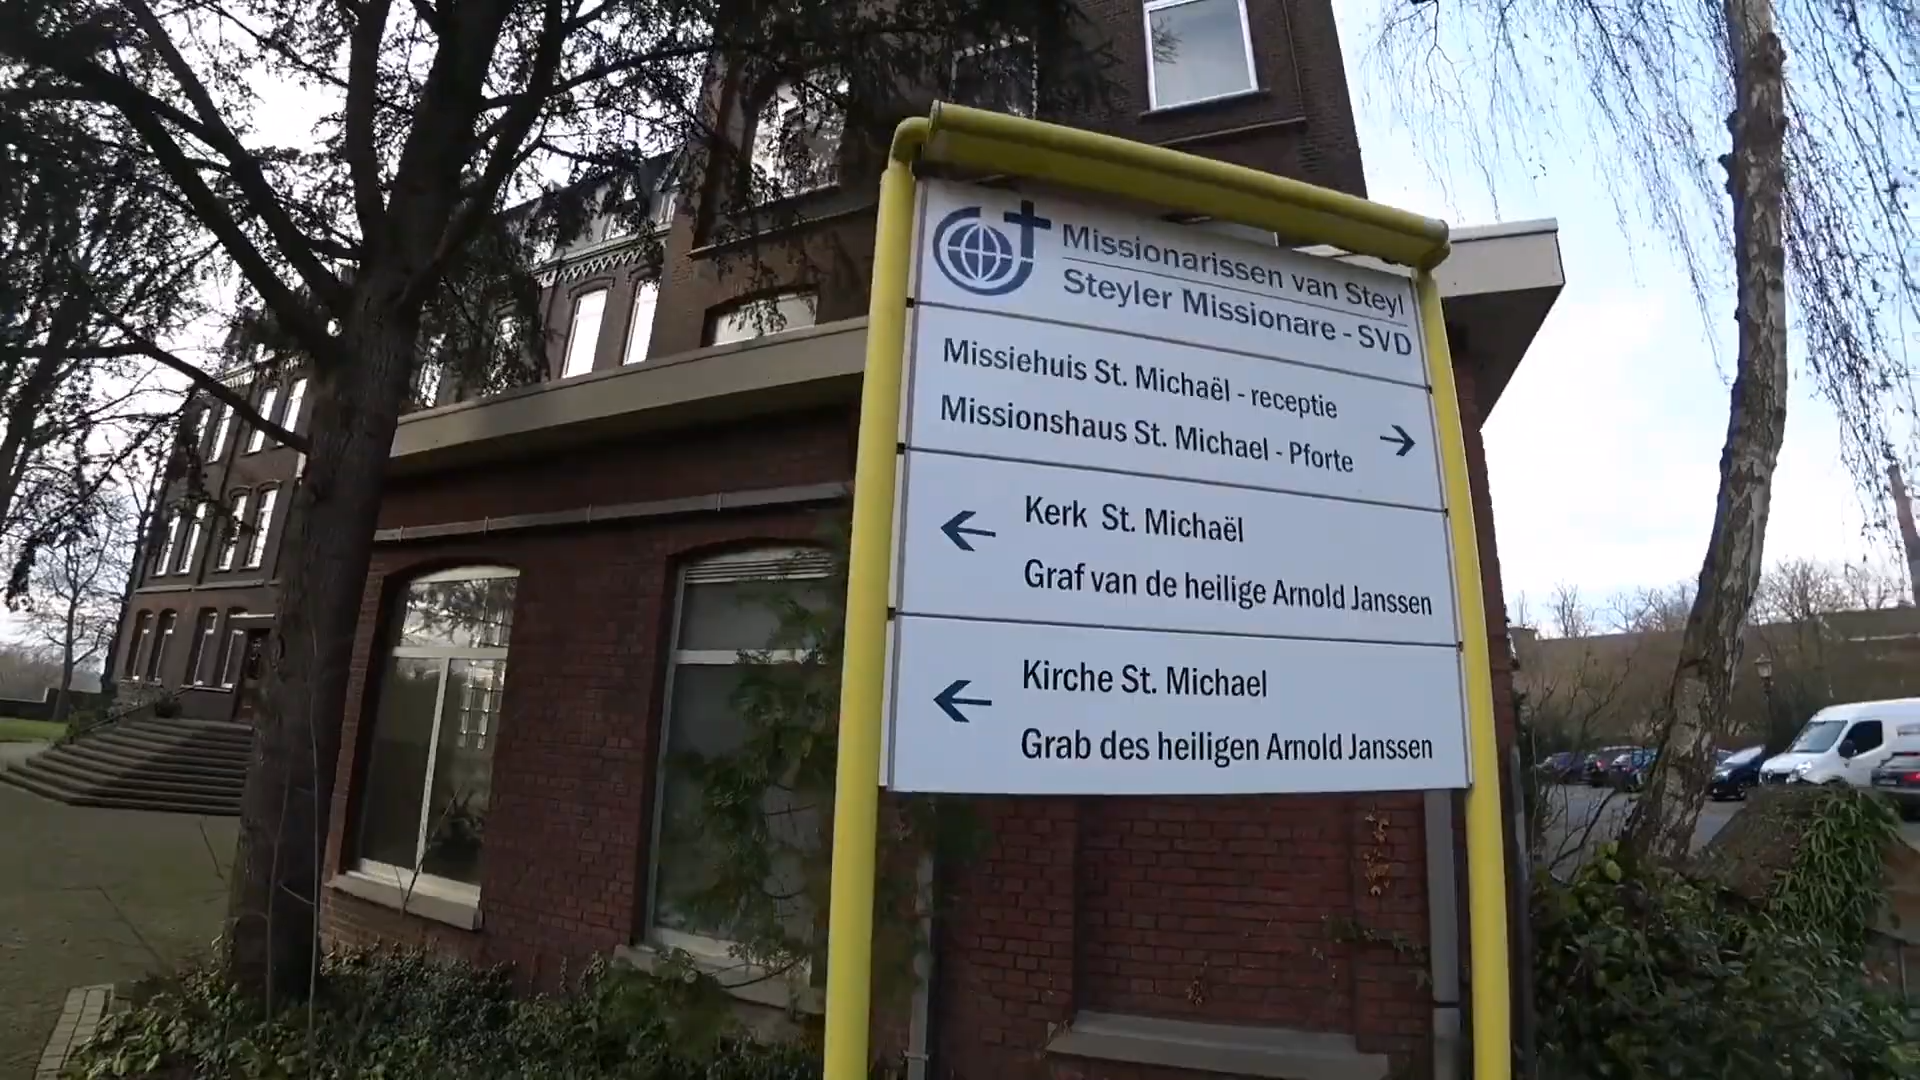 Missionarissen van Steyl
Steyler Missionare - SVD
Missiehuis St. Michaël - receptie
Missionshaus St. Michael - Pforte
→
← Kerk St. Michaël
Graf van de heilige Arnold Janssen
← Kirche St. Michael
Grab des heiligen Arnold Janssen